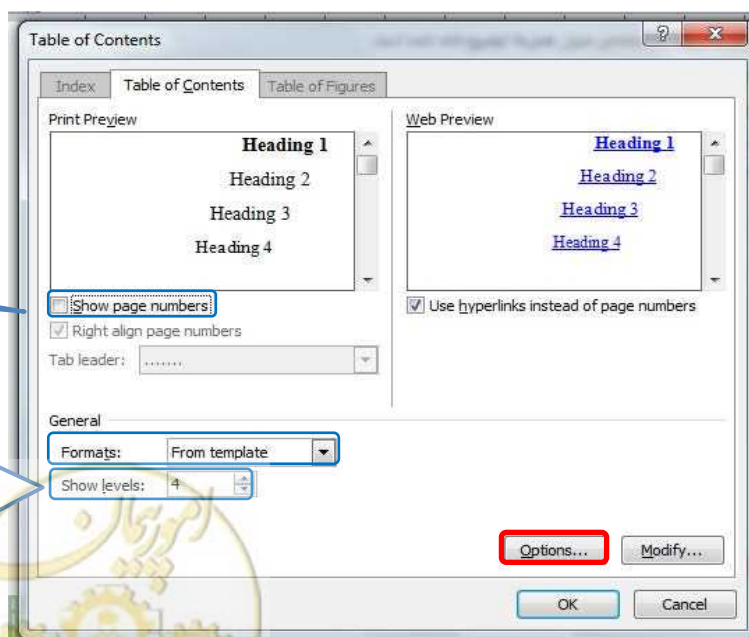 Table of Contents
Index Table of Contents Table of Figures
Print Preview
Heading 1
Heading 2
Heading 3
Heading 4
Show page numbers
Right align page numbers
Tab leader: .......
Web Preview
Heading 1
Heading 2
Heading 3
Heading 4
Use hyperlinks instead of page numbers
General
Formats: From template
Show levels: 4
امور پیمان
Options... Modify...
OK Cancel